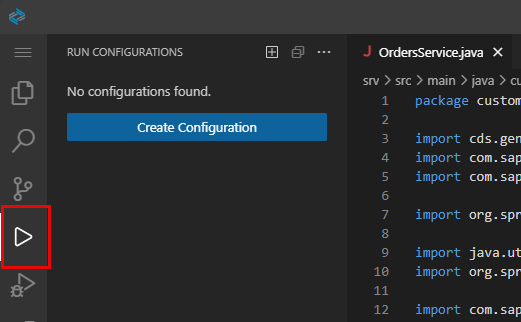 RUN CONFIGURATIONS
No configurations found.
Create Configuration
OrdersService.java
srv > src > main > java > cu
1 package custom
2
3 import cds.gen
4 import com.sap
5 import com.sap
6
7 import org.spr
8
9 import java.ut
10 import org.spr
11
12 import com.sap